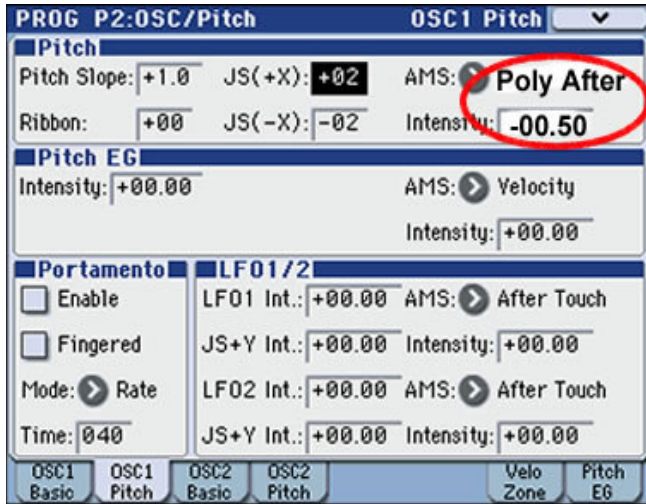 PROG P2:OSC/Pitch OSC1 Pitch
Pitch
Pitch Slope: +1.0 JS(+X): +02 AMS: Poly After
Ribbon: +00 JS(-X): -02 Intensity: -00.50
Pitch EG
Intensity: +00.00 AMS: Velocity
Intensity: +00.00
Portamento LFO1/2
Enable LFO1 Int.: +00.00 AMS: After Touch
Fingered JS+Y Int.: +00.00 Intensity: +00.00
Mode: Rate LFO2 Int.: +00.00 AMS: After Touch
Time: 040 JS+Y Int.: +00.00 Intensity: +00.00
OSC1 Basic OSC1 Pitch OSC2 Basic OSC2 Pitch Velo Zone Pitch EG